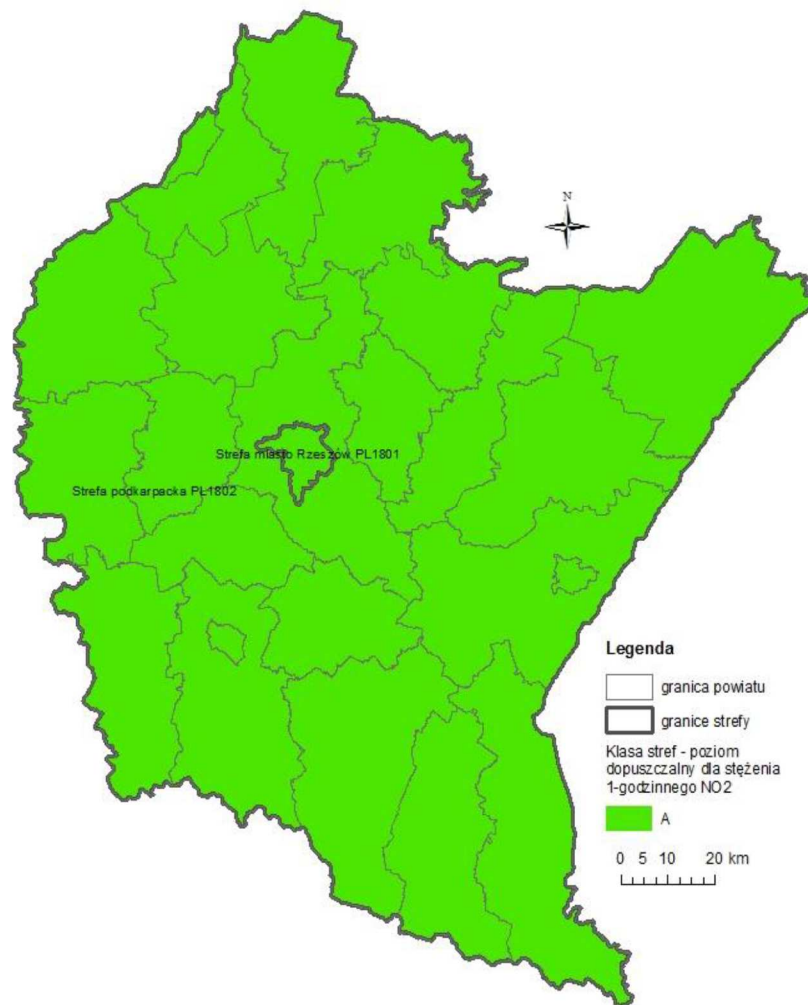 N
Strefa miasto Rzeszów PL1801
Strefa podkarpacka PL1802
Legenda
granica powiatu
granice strefy
Klasa stref - poziom
dopuszczalny dla stężenia
1-godzinnego NO2
A
0 5 10 20 km